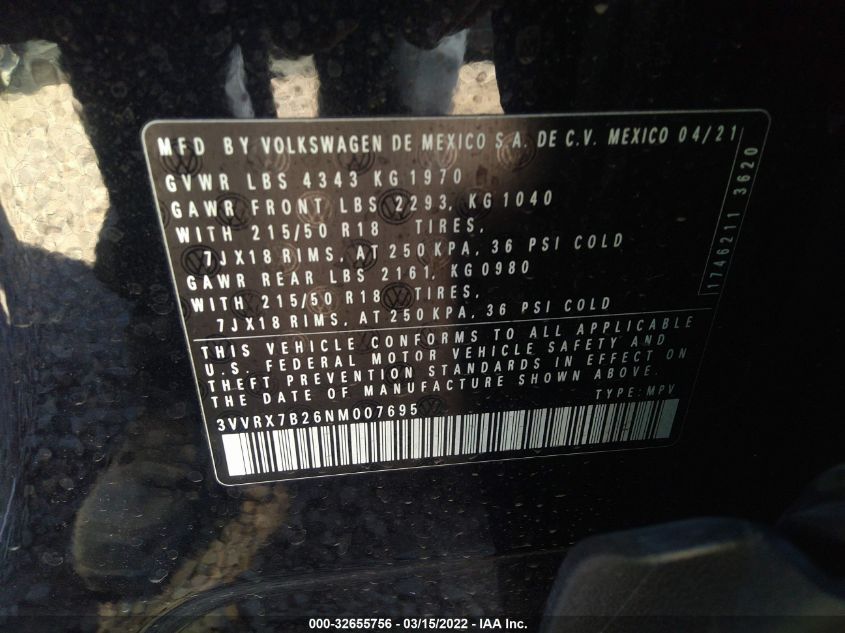 MFD BY VOLKSWAGEN DE MEXICO S.A. DE C.V. MEXICO 04/21
GVWR LBS 4343 KG 1970
GAWR FRONT LBS 2293, KG 1040
WITH 215/50 R18 TIRES,
7JX18 RIMS, AT 250 KPA, 36 PSI COLD
GAWR REAR LBS 2161, KG 0980
WITH 215/50 R18 TIRES,
7JX18 RIMS, AT 250 KPA, 36 PSI COLD
1746211 3620
THIS VEHICLE CONFORMS TO ALL APPLICABLE
U.S. FEDERAL MOTOR VEHICLE SAFETY AND
THEFT PREVENTION STANDARDS IN EFFECT ON
THE DATE OF MANUFACTURE SHOWN ABOVE.
TYPE: MPV
3VVRX7B26NM007695
000-32655756 - 03/15/2022 - IAA Inc.